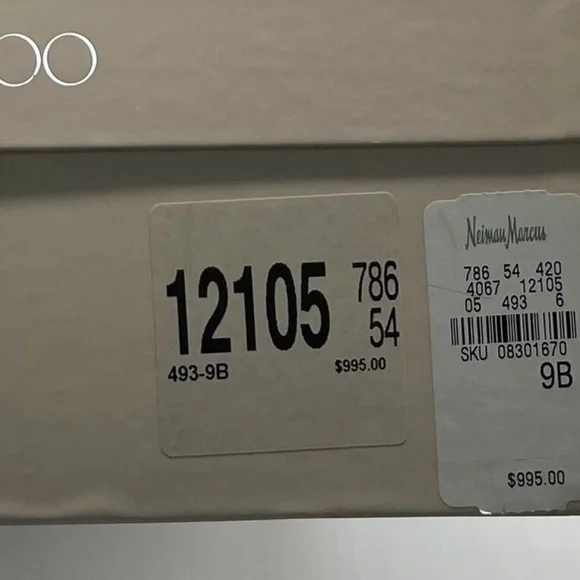 OO
12105
786
54
493-9B
$995.00
Neiman Marcus
786 54 420
4067 12105
05 493 6
SKU 08301670
9B
$995.00